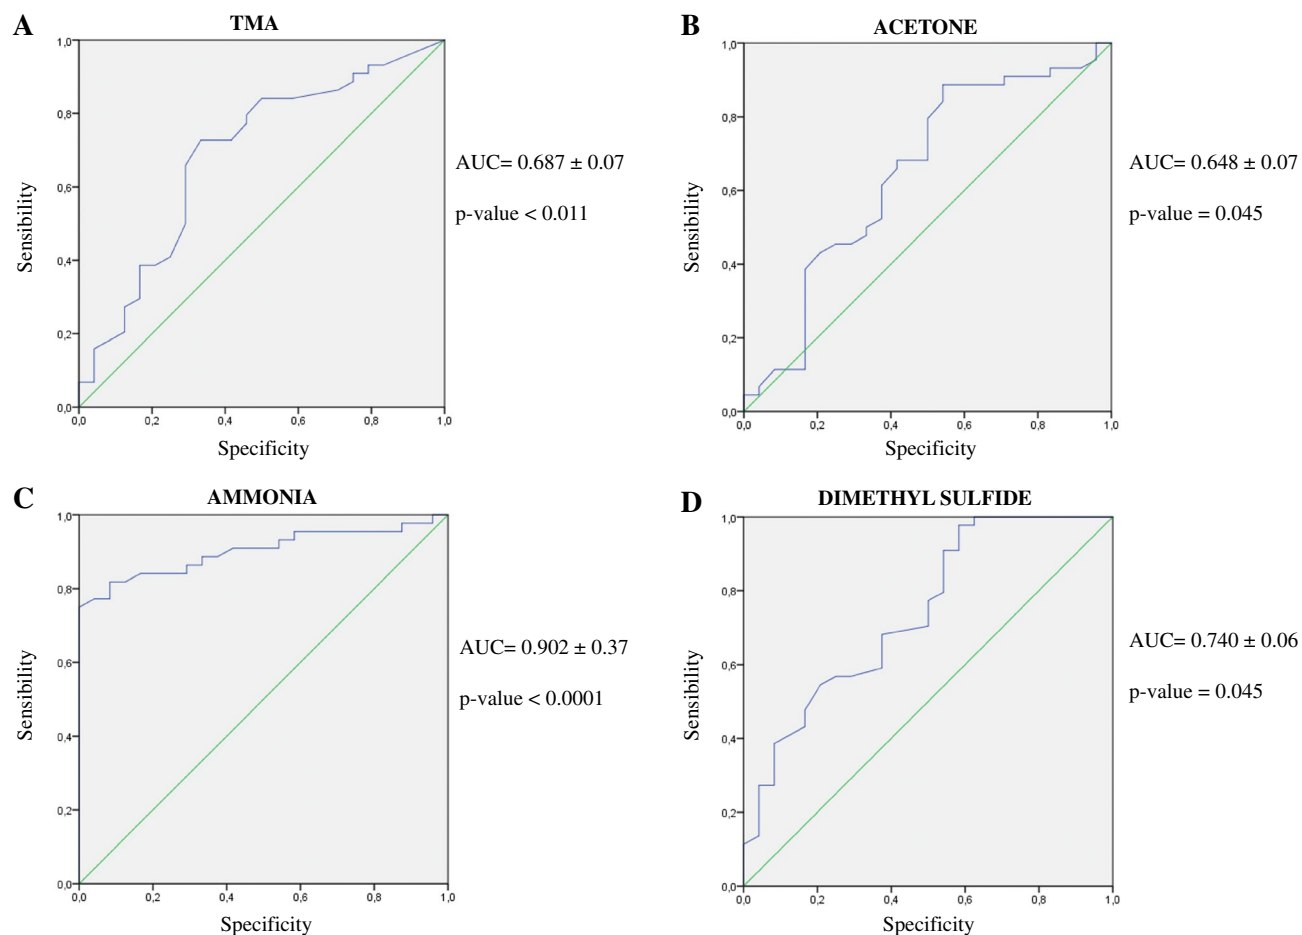 A
TMA
1,0
0,8
0,6
0,4
0,2
0,0
0,0 0,2 0,4 0,6 0,8 1,0
Sensibility
Specificity
AUC= 0.687 ± 0.07
p-value < 0.011
B
ACETONE
1,0
0,8
0,6
0,4
0,2
0,0
0,0 0,2 0,4 0,6 0,8 1,0
Sensibility
Specificity
AUC= 0.648 ± 0.07
p-value = 0.045
C
AMMONIA
1,0
0,8
0,6
0,4
0,2
0,0
0,0 0,2 0,4 0,6 0,8 1,0
Sensibility
Specificity
AUC= 0.902 ± 0.37
p-value < 0.0001
D
DIMETHYL SULFIDE
1,0
0,8
0,6
0,4
0,2
0,0
0,0 0,2 0,4 0,6 0,8 1,0
Sensibility
Specificity
AUC= 0.740 ± 0.06
p-value = 0.045